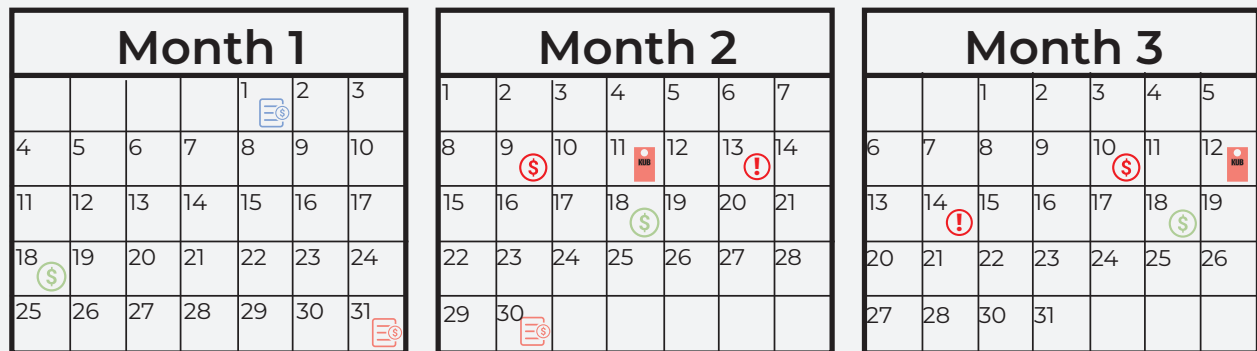 Month 1
1 2 3
4 5 6 7 8 9 10
11 12 13 14 15 16 17
18 19 20 21 22 23 24
25 26 27 28 29 30 31
Month 2
1 2 3 4 5 6 7
8 9 $ 10 11 KUB 12 13 ! 14
15 16 17 18 $ 19 20 21
22 23 24 25 26 27 28
29 30 $
Month 3
1 2 3 4 5
6 7 8 9 10 $ 11 12 KUB
13 14 ! 15 16 17 18 $ 19
20 21 22 23 24 25 26
27 28 30 31